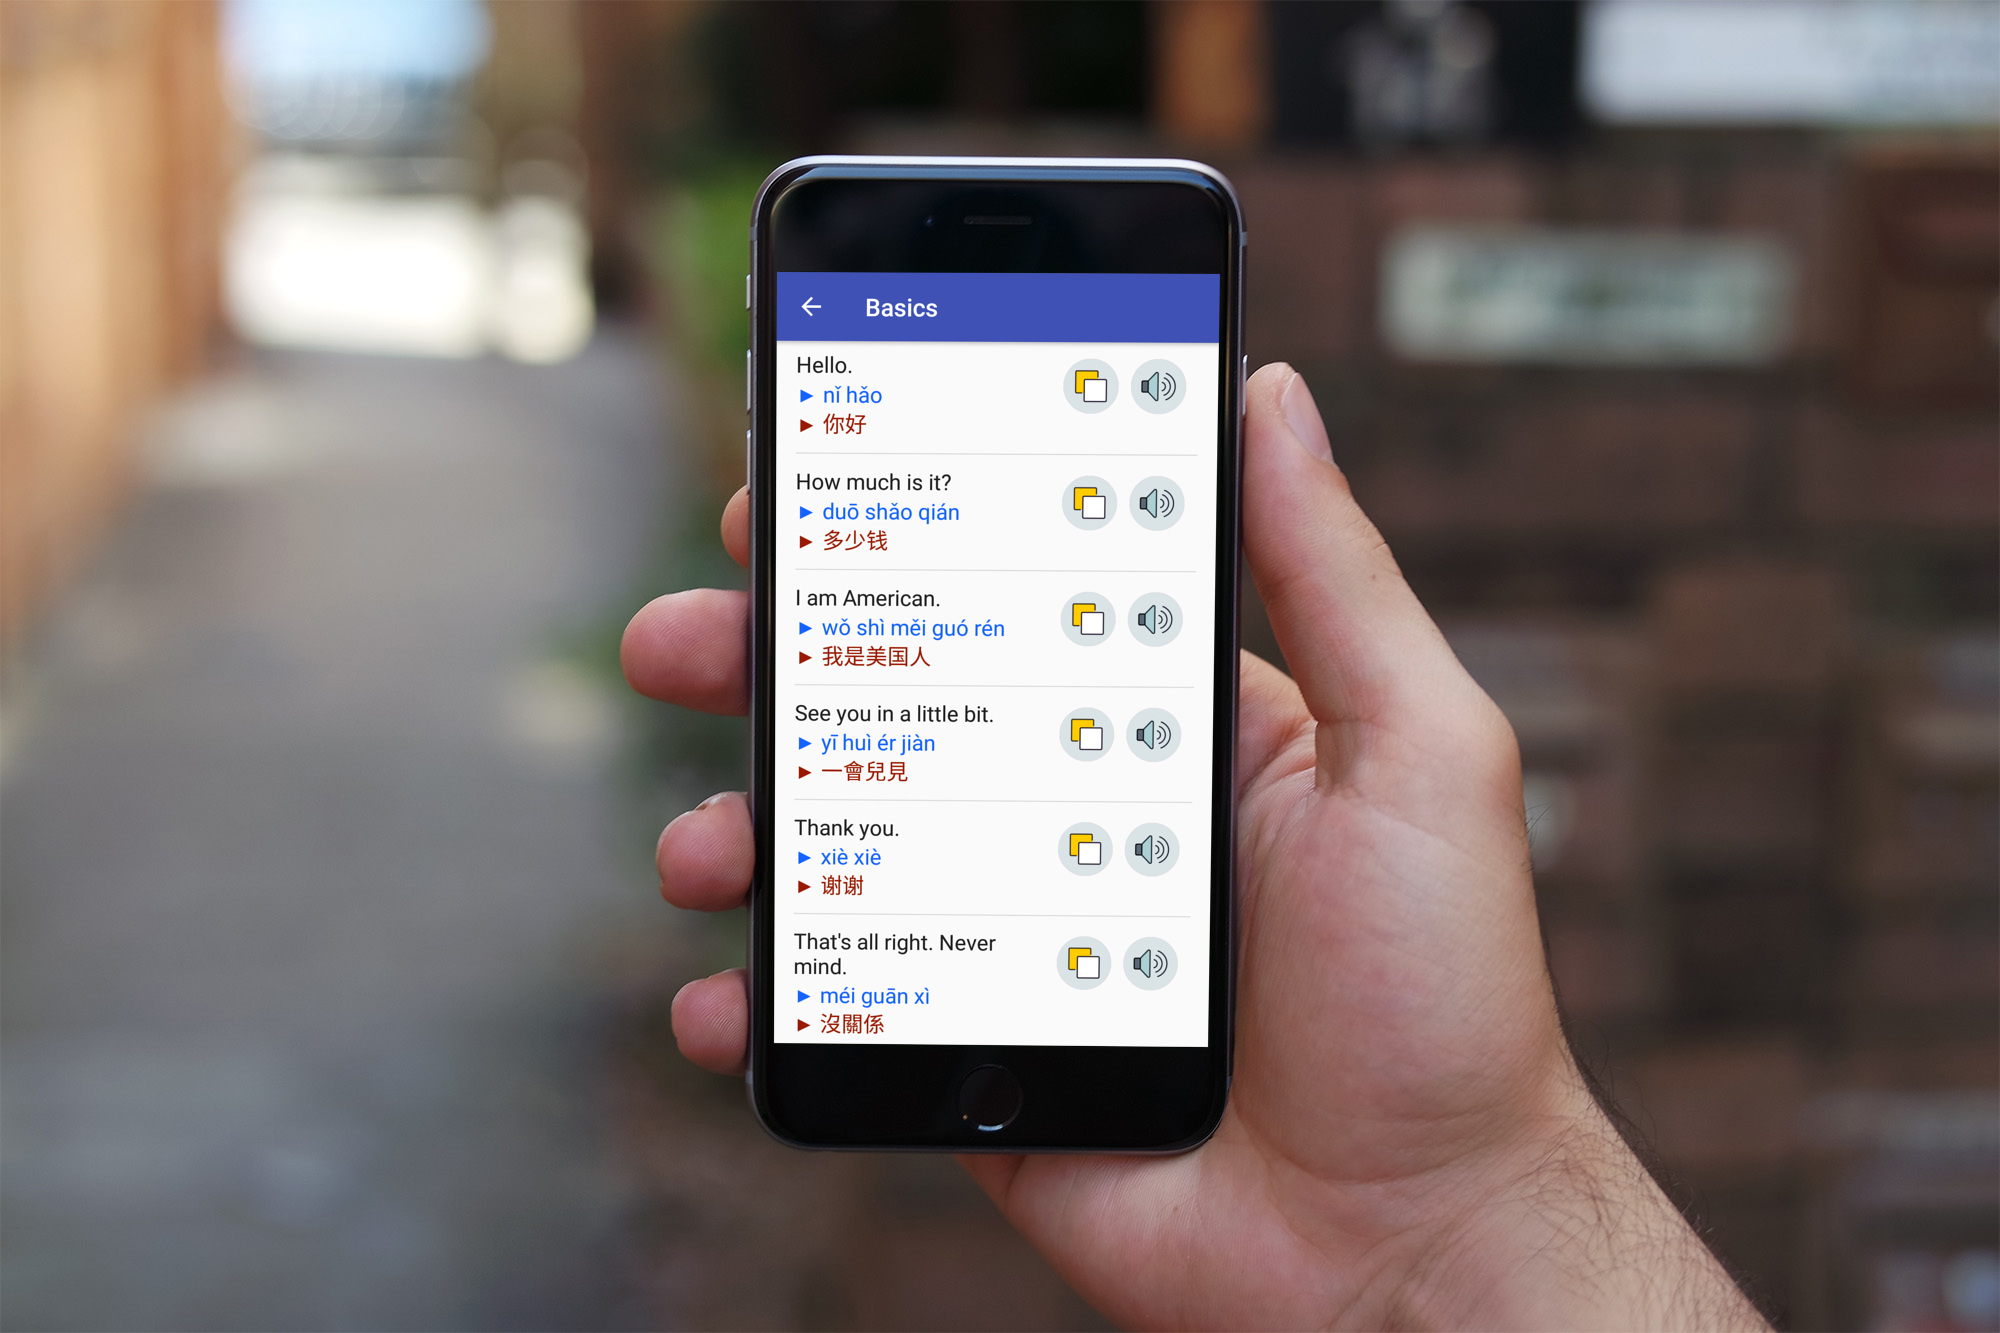 Basics
Hello.
► nǐ hǎo
► 你好
How much is it?
► duō shǎo qián
► 多少钱
I am American.
► wǒ shì měi guó rén
► 我是美国人
See you in a little bit.
► yī huì ér jiàn
► 一會兒見
Thank you.
► xiè xiè
► 谢谢
That's all right. Never
mind.
► méi guān xì
► 沒關係